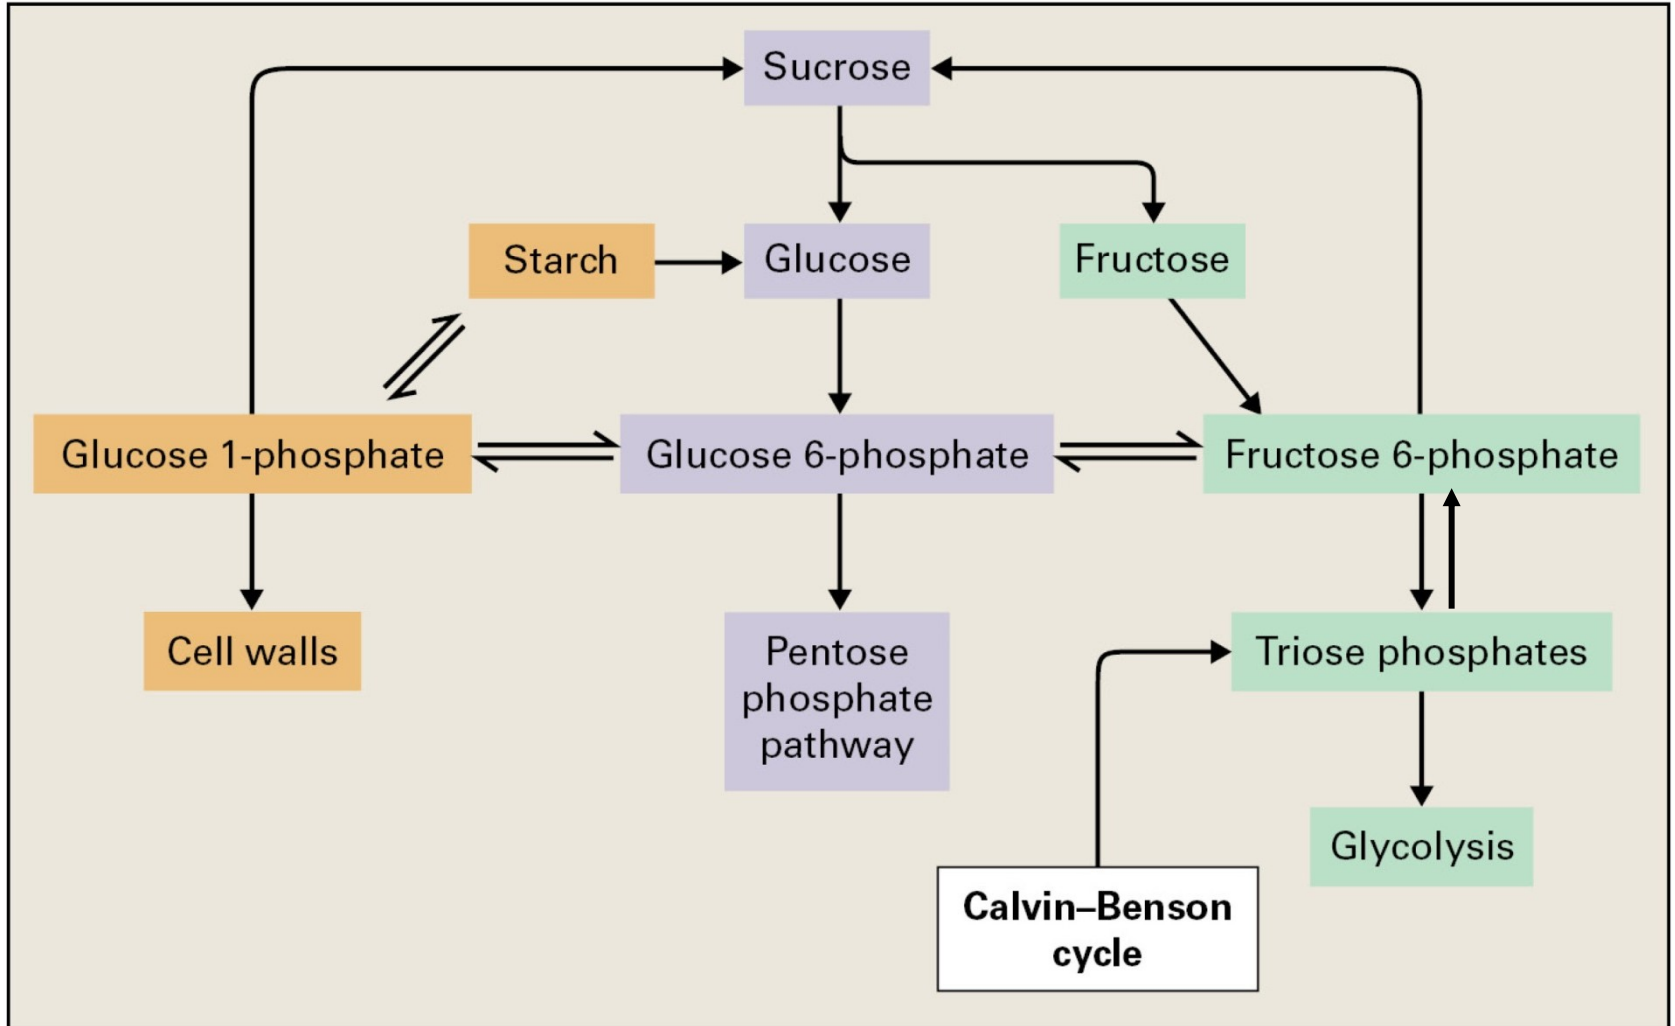 Sucrose
Starch
Glucose
Fructose
Glucose 1-phosphate
Glucose 6-phosphate
Fructose 6-phosphate
Cell walls
Pentose
phosphate
pathway
Triose phosphates
Glycolysis
Calvin–Benson
cycle